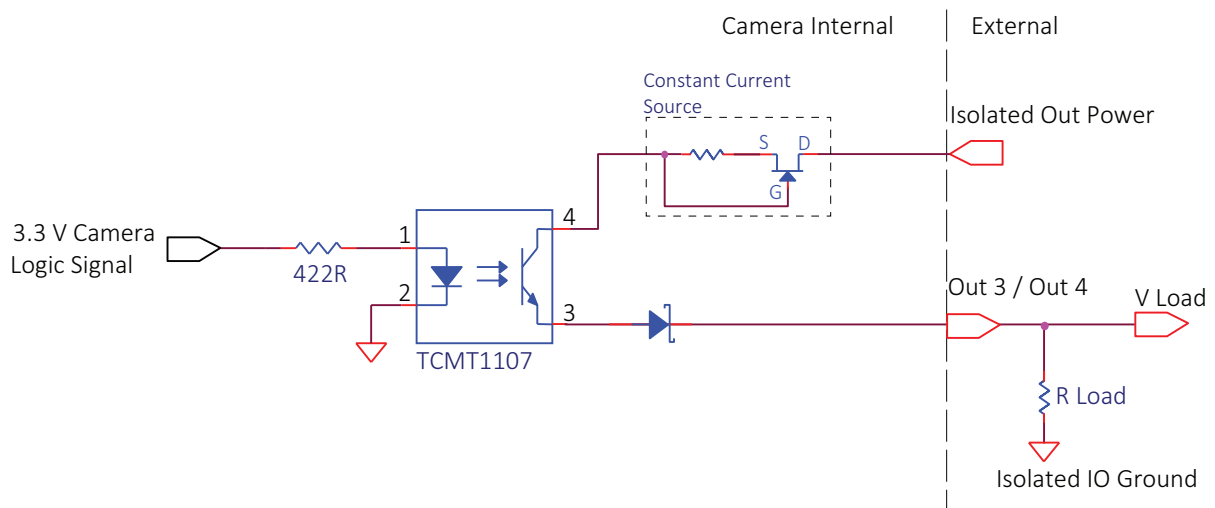 Camera Internal
External
Constant Current
Source
Isolated Out Power
S
D
G
4
3.3 V Camera
Logic Signal
422R
1
2
3
TCMT1107
Out 3 / Out 4
V Load
R Load
Isolated IO Ground